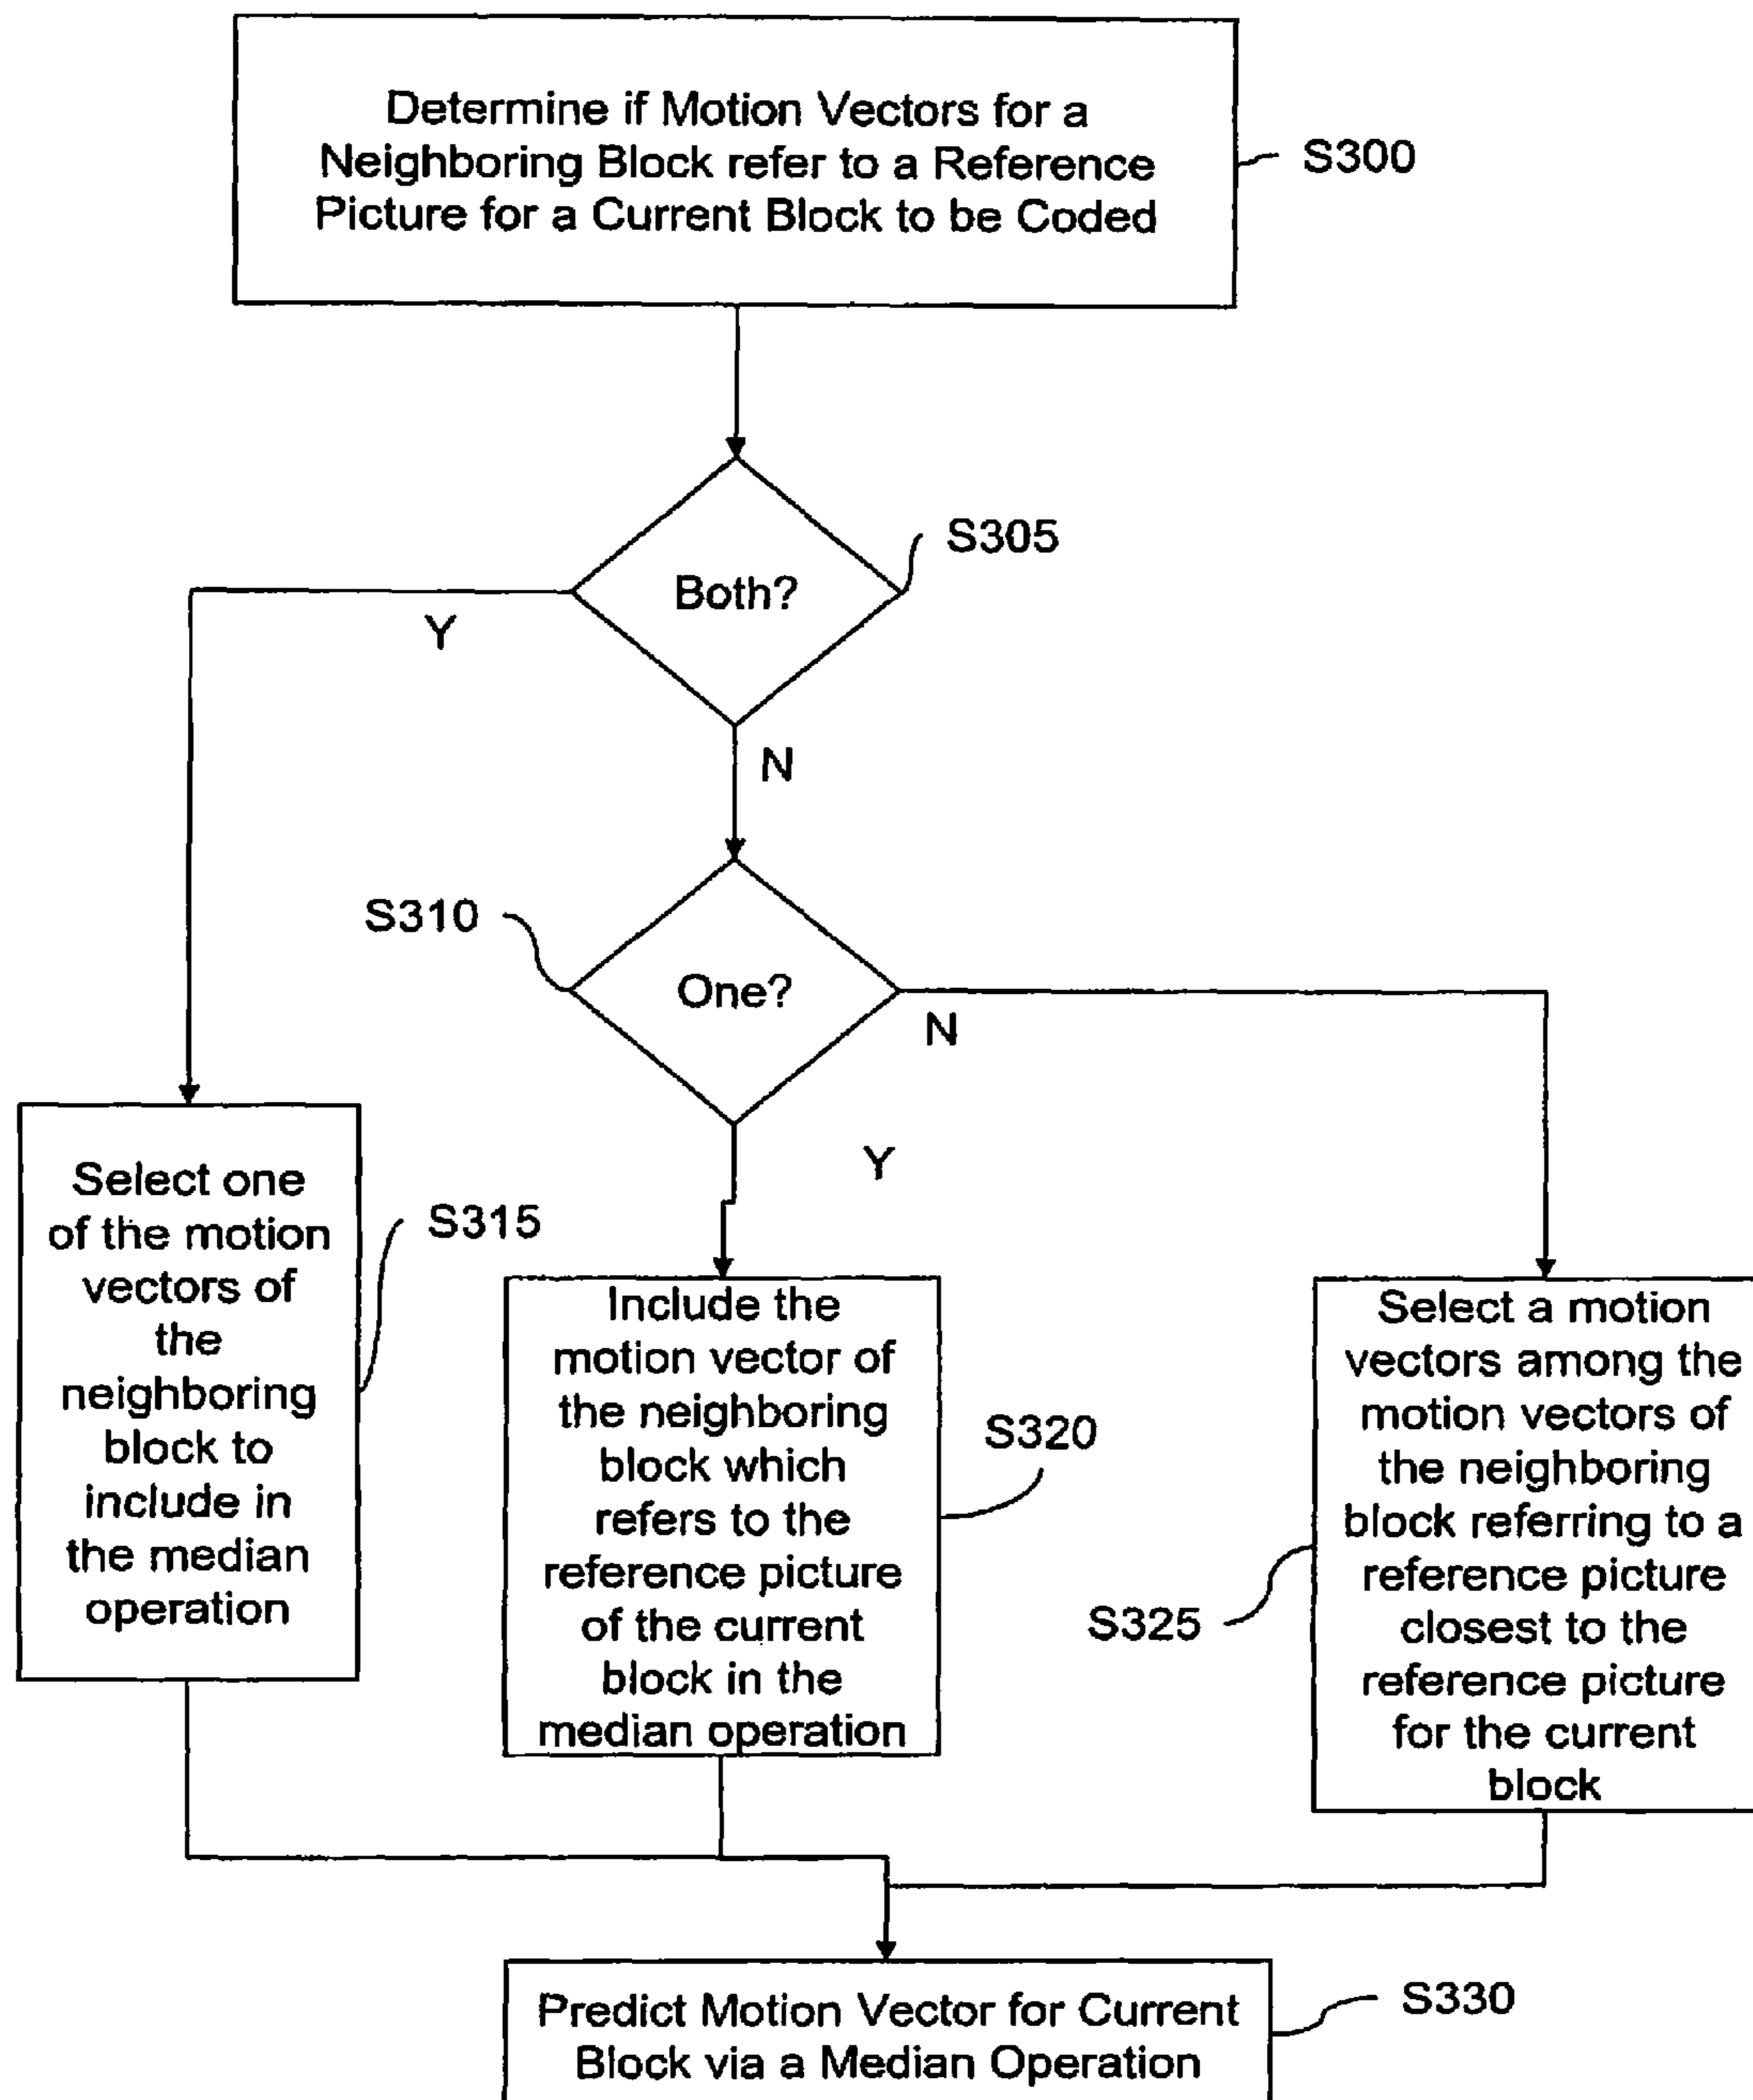 Determine if Motion Vectors for a
Neighboring Block refer to a Reference
Picture for a Current Block to be Coded
S300
S305
Both?
Y
N
S310
One?
N
Y
Select one
of the motion
vectors of
the
neighboring
block to
include in
the median
operation
S315
Include the
motion vector of
the neighboring
block which
refers to the
reference picture
of the current
block in the
median operation
S320
Select a motion
vectors among the
motion vectors of
the neighboring
block referring to a
reference picture
closest to the
reference picture
for the current
block
S325
Predict Motion Vector for Current
Block via a Median Operation
S330